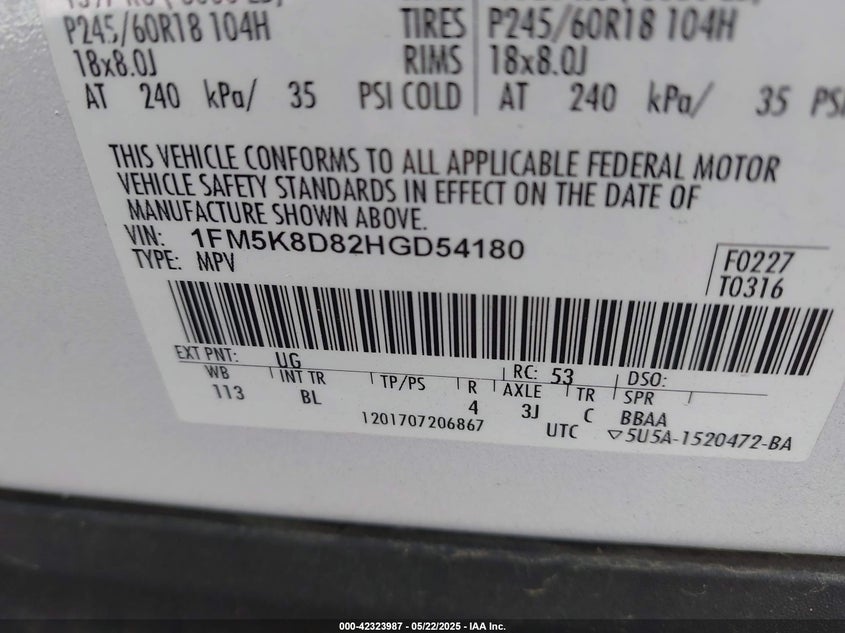 P245/60R18 104H TIRES P245/60R18 104H
18x8.0J RIMS 18x8.0J
AT 240 kPa/ 35 PSI COLD AT 240 kPa/ 35 PSI
THIS VEHICLE CONFORMS TO ALL APPLICABLE FEDERAL MOTOR
VEHICLE SAFETY STANDARDS IN EFFECT ON THE DATE OF
MANUFACTURE SHOWN ABOVE.
VIN: 1FM5K8D82HGD54180
TYPE: MPV
F0227
T0316
EXT PNT: UG RC: 53 DSO:
WB INT TR TP/PS R AXLE TR SPR
113 BL 4 3J C BBAA
1201707206867 UTC ▽5U5A-1520472-BA
000-42323987 - 05/22/2025 - IAA Inc.